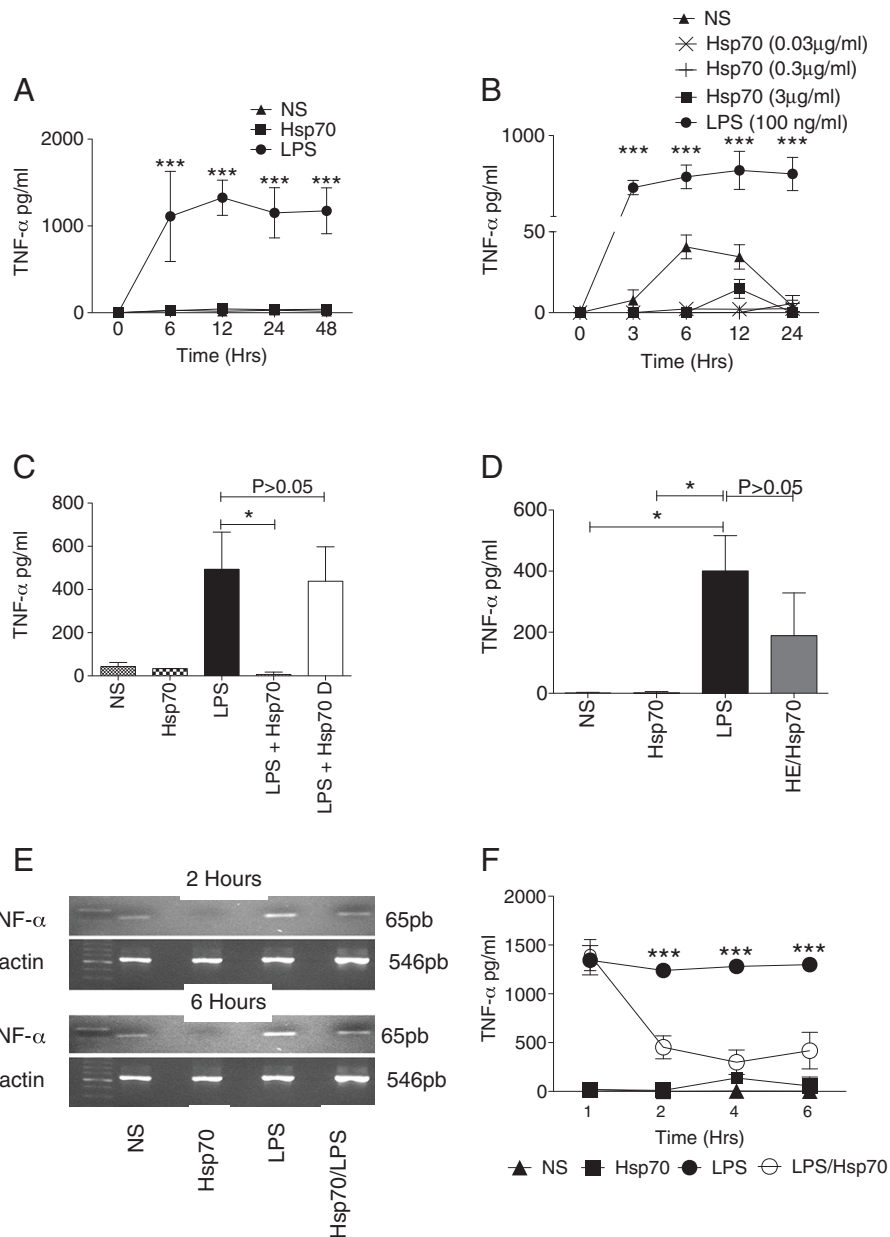 A
NS
Hsp70
LPS
TNF-α pg/ml
2000
1000
0
*** *** *** ***
0 6 12 24 48
Time (Hrs)
B
NS
Hsp70 (0.03μg/ml)
Hsp70 (0.3μg/ml)
Hsp70 (3μg/ml)
LPS (100 ng/ml)
TNF-α pg/ml
1000
50
0
*** *** *** ***
0 3 6 12 24
Time (Hrs)
C
TNF-α pg/ml
800
600
400
200
0
P>0.05
*
NS
Hsp70
LPS
LPS + Hsp70
LPS + Hsp70 D
D
TNF-α pg/ml
600
400
200
0
* P>0.05
*
NS
Hsp70
LPS
HE/Hsp70
E
2 Hours
NF-α 65pb
actin 546pb
6 Hours
NF-α 65pb
actin 546pb
NS
Hsp70
LPS
Hsp70/LPS
F
TNF-α pg/ml
2000
1500
1000
500
0
*** *** ***
1 2 4 6
Time (Hrs)
NS Hsp70 LPS LPS/Hsp70